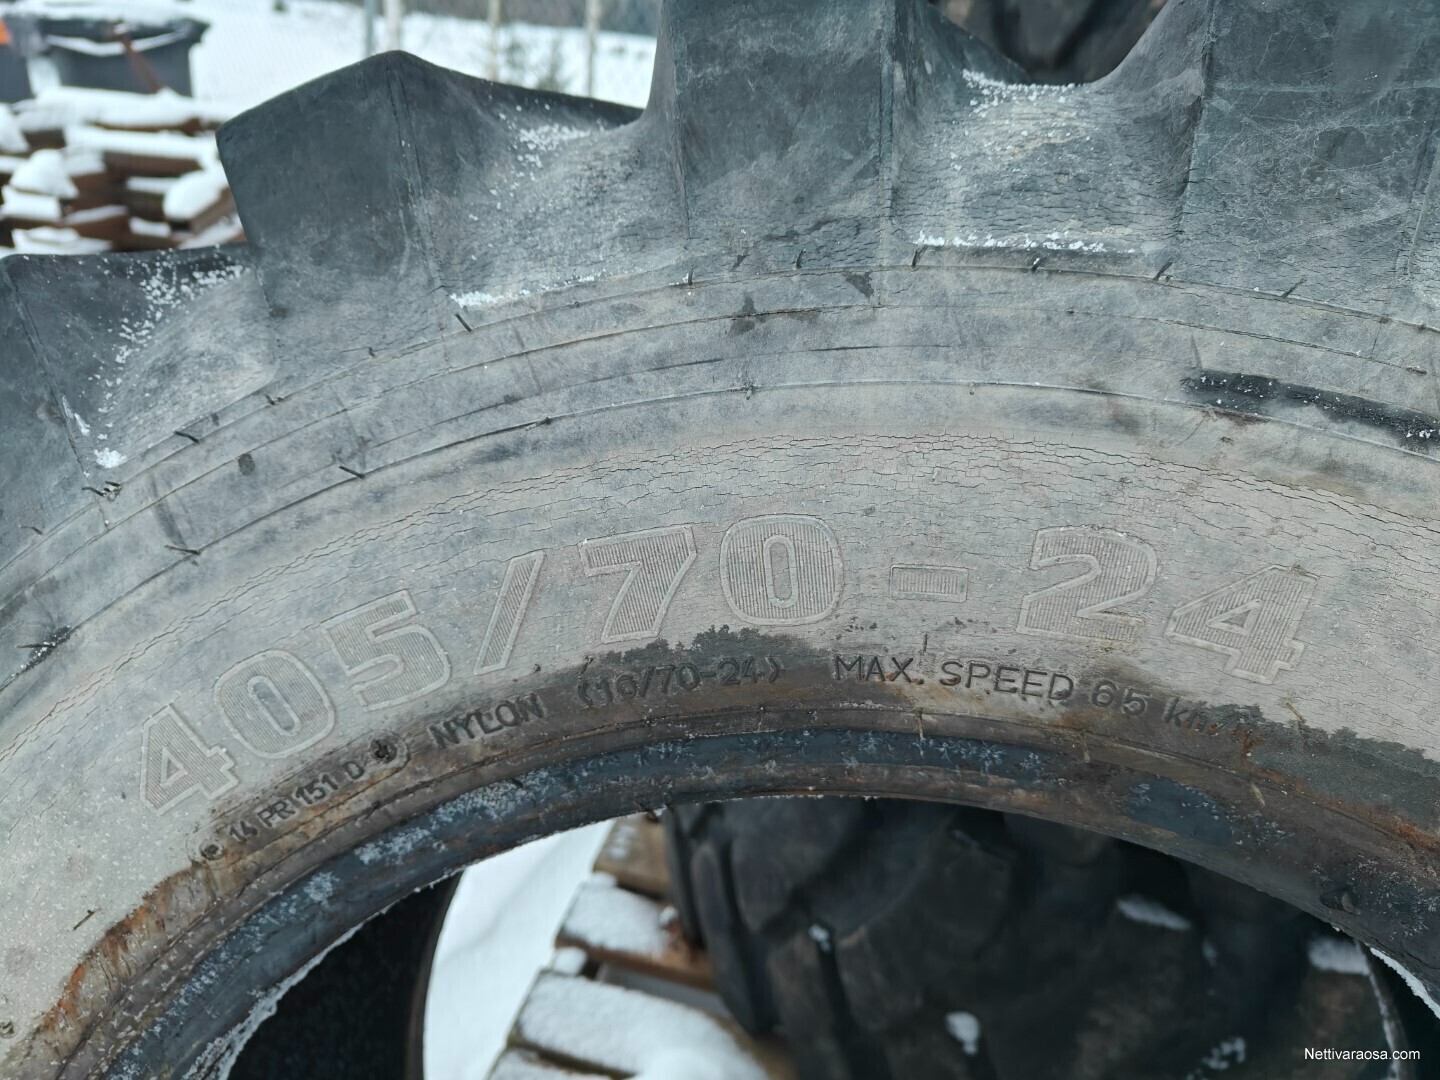 405/70-24
14 PR 151 D NYLON (16/70-24) MAX. SPEED 65 km/
Nettivaraosa.com